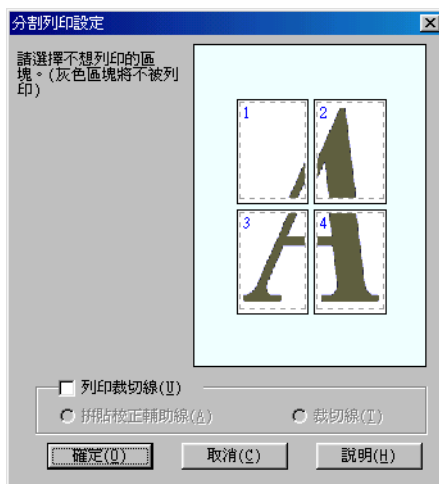 分割列印設定
請選擇不想列印的區
塊。(灰色區塊將不被列
印)
1 2
3 4
列印裁切線(U)
拼貼校正輔助線(A) 裁切線(T)
確定(O) 取消(C) 說明(H)